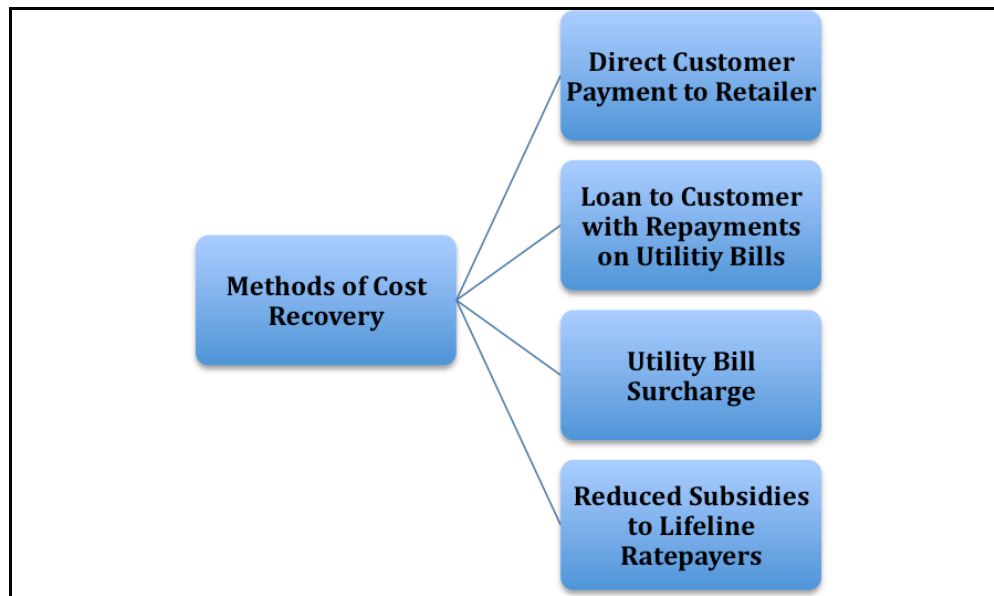 Direct Customer
Payment to Retailer
Loan to Customer
with Repayments
on Utilitiy Bills
Methods of Cost
Recovery
Utility Bill
Surcharge
Reduced Subsidies
to Lifeline
Ratepayers